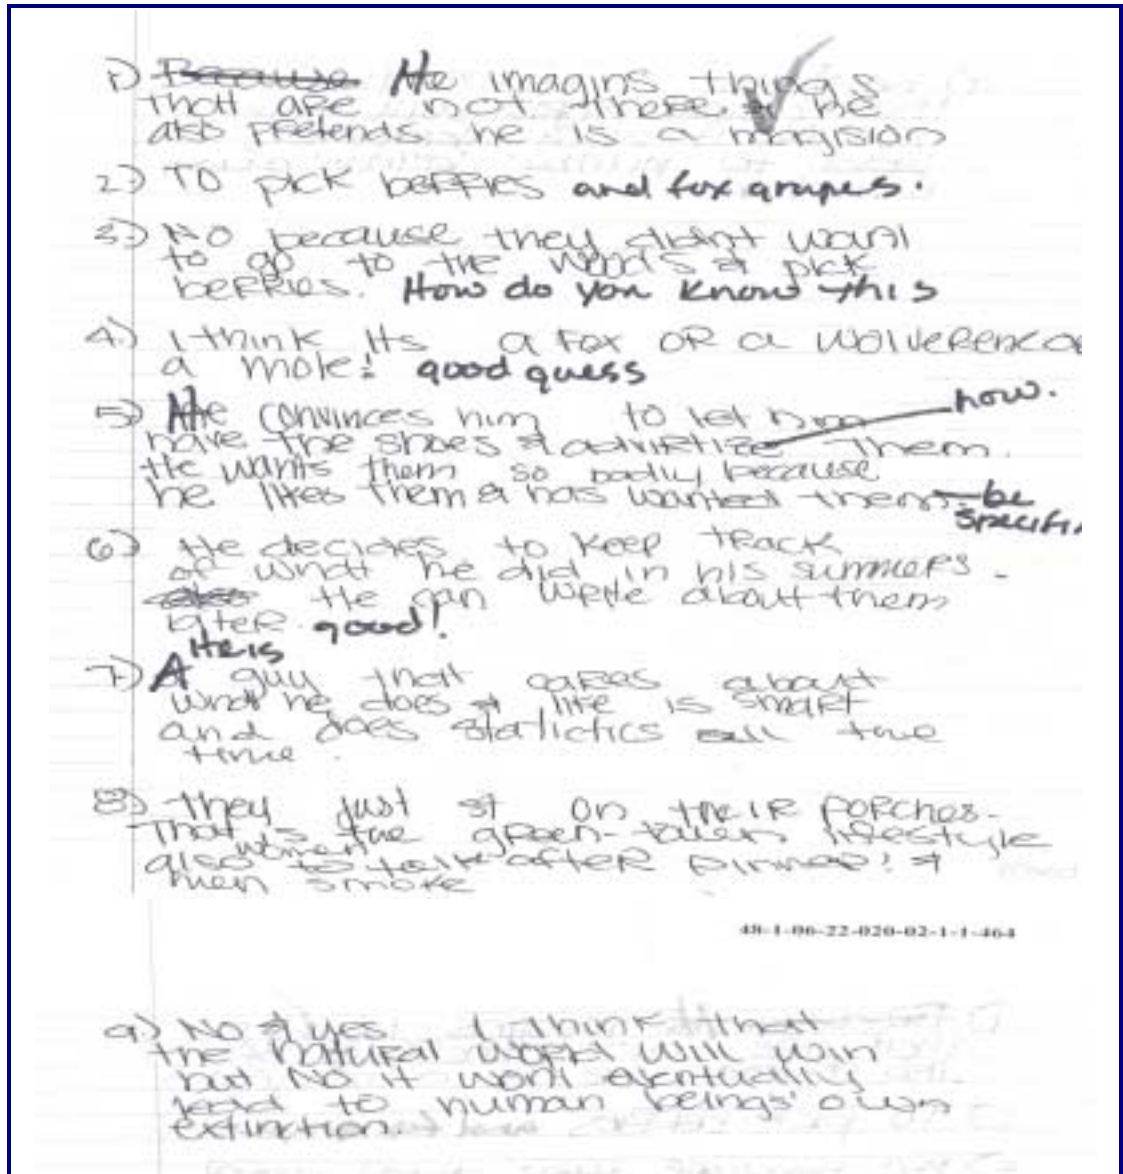 1) Because He imagins things
that are not there & he
also pretends he is a magision
2) TO pick berries and fox grapes.
3) No because they didnt want
to go to the woods & pick
berries. How do you know this
4) I think Its a fox OR a wolverene or
a mole! good guess
5) He convinces him to let him how.
have the shoes & advirtize them.
He wants them so badly because
he likes them & has wanted them. be
specific
6) He decides to keep track
of what he did in his summers.
He can write about them
later. good!
He is
7) A guy that cares about
what he does & life is smart
and does statictics all the
time.
8) They just sit on their porches.
That is the green-town lifestyle
women
also to talk after dinner! &
men smoke
48-1-06-22-020-02-1-1-464
9) No & yes I think that
the natural world will win
but No it wont eventually
lead to human beings' own
extinction.